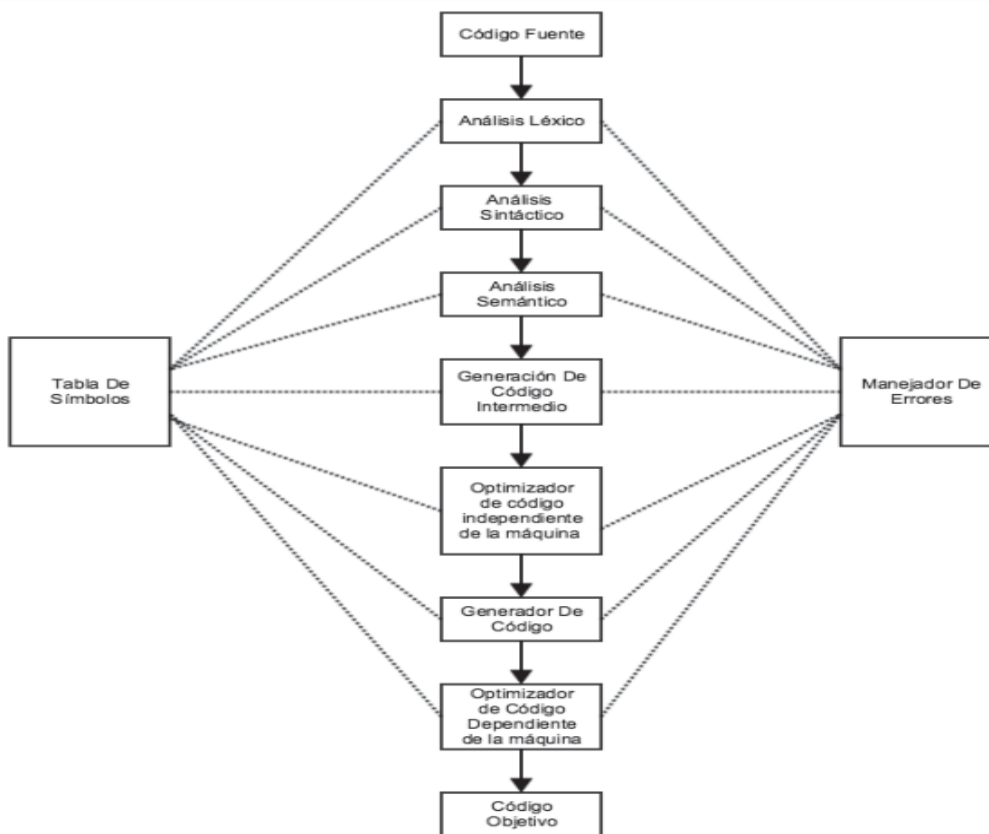 Código Fuente
Análisis Léxico
Análisis
Sintáctico
Análisis
Semántico
Tabla De
Símbolos
Generación De
Código
Intermedio
Manejador De
Errores
Optimizador
de código
independiente
de la máquina
Generador De
Código
Optimizador
de Código
Dependiente
de la máquina
Código
Objetivo